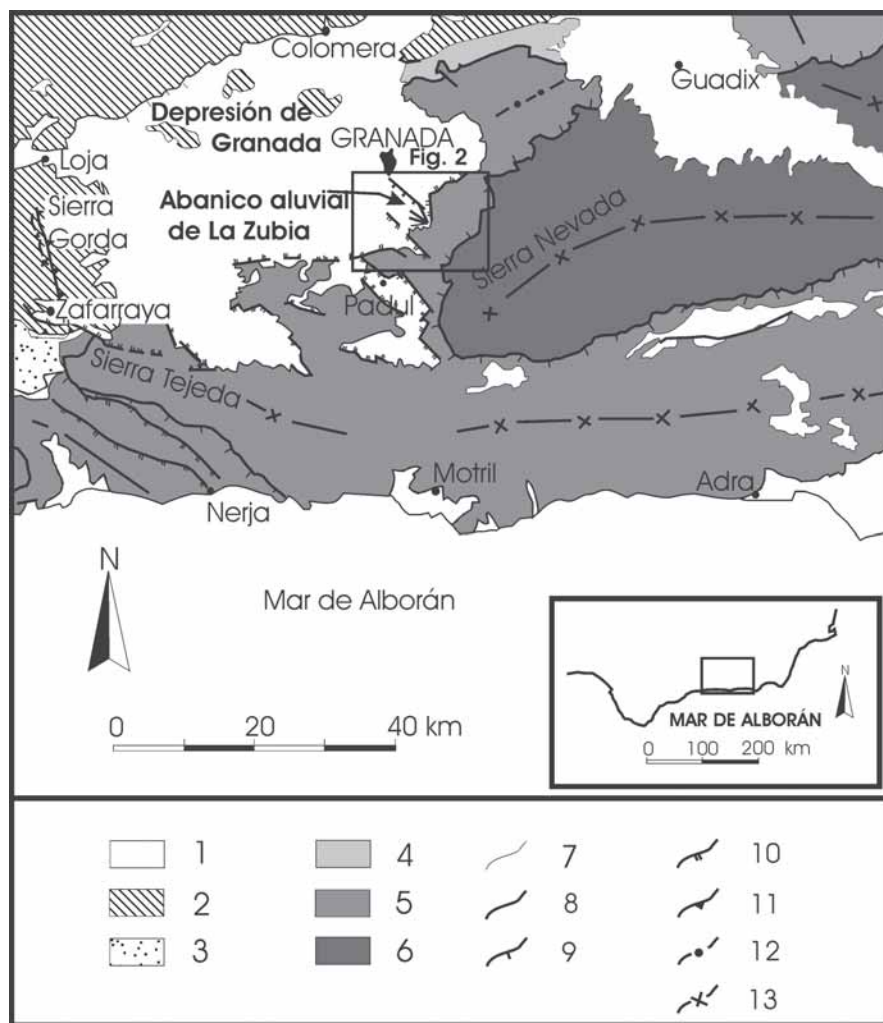 Colomera
Guadix
Depresión de
Granada
GRANADA
Fig. 2
Loja
Abanico aluvial
de La Zubia
Sierra
Gorda
Sierra Nevada
Zafarraya
Padul
Sierra Tejeda
Motril
Adra
Nerja
N
Mar de Alborán
0 20 40 km
N
MAR DE ALBORÁN
0 100 200 km
1 4 7 10
2 5 8 11
3 6 9 12
13